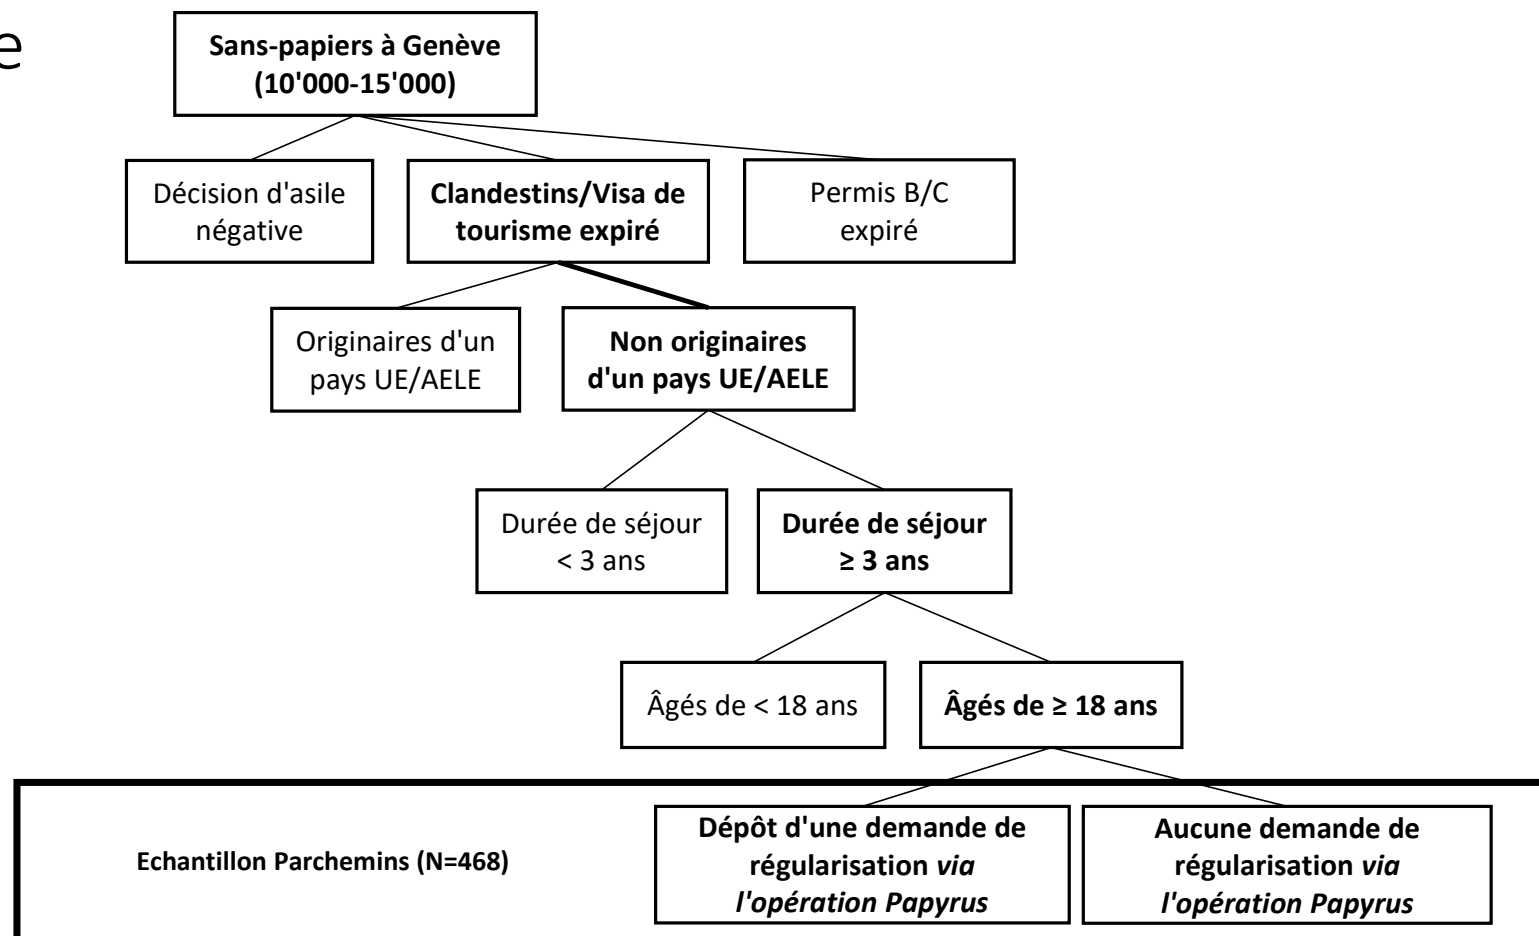 e
Sans-papiers à Genève
(10'000-15'000)
Décision d'asile
négative
Clandestins/Visa de
tourisme expiré
Permis B/C
expiré
Originaires d'un
pays UE/AELE
Non originaires
d'un pays UE/AELE
Durée de séjour
< 3 ans
Durée de séjour
≥ 3 ans
Âgés de < 18 ans
Âgés de ≥ 18 ans
Echantillon Parchemins (N=468)
Dépôt d'une demande de
régularisation via
l'opération Papyrus
Aucune demande de
régularisation via
l'opération Papyrus